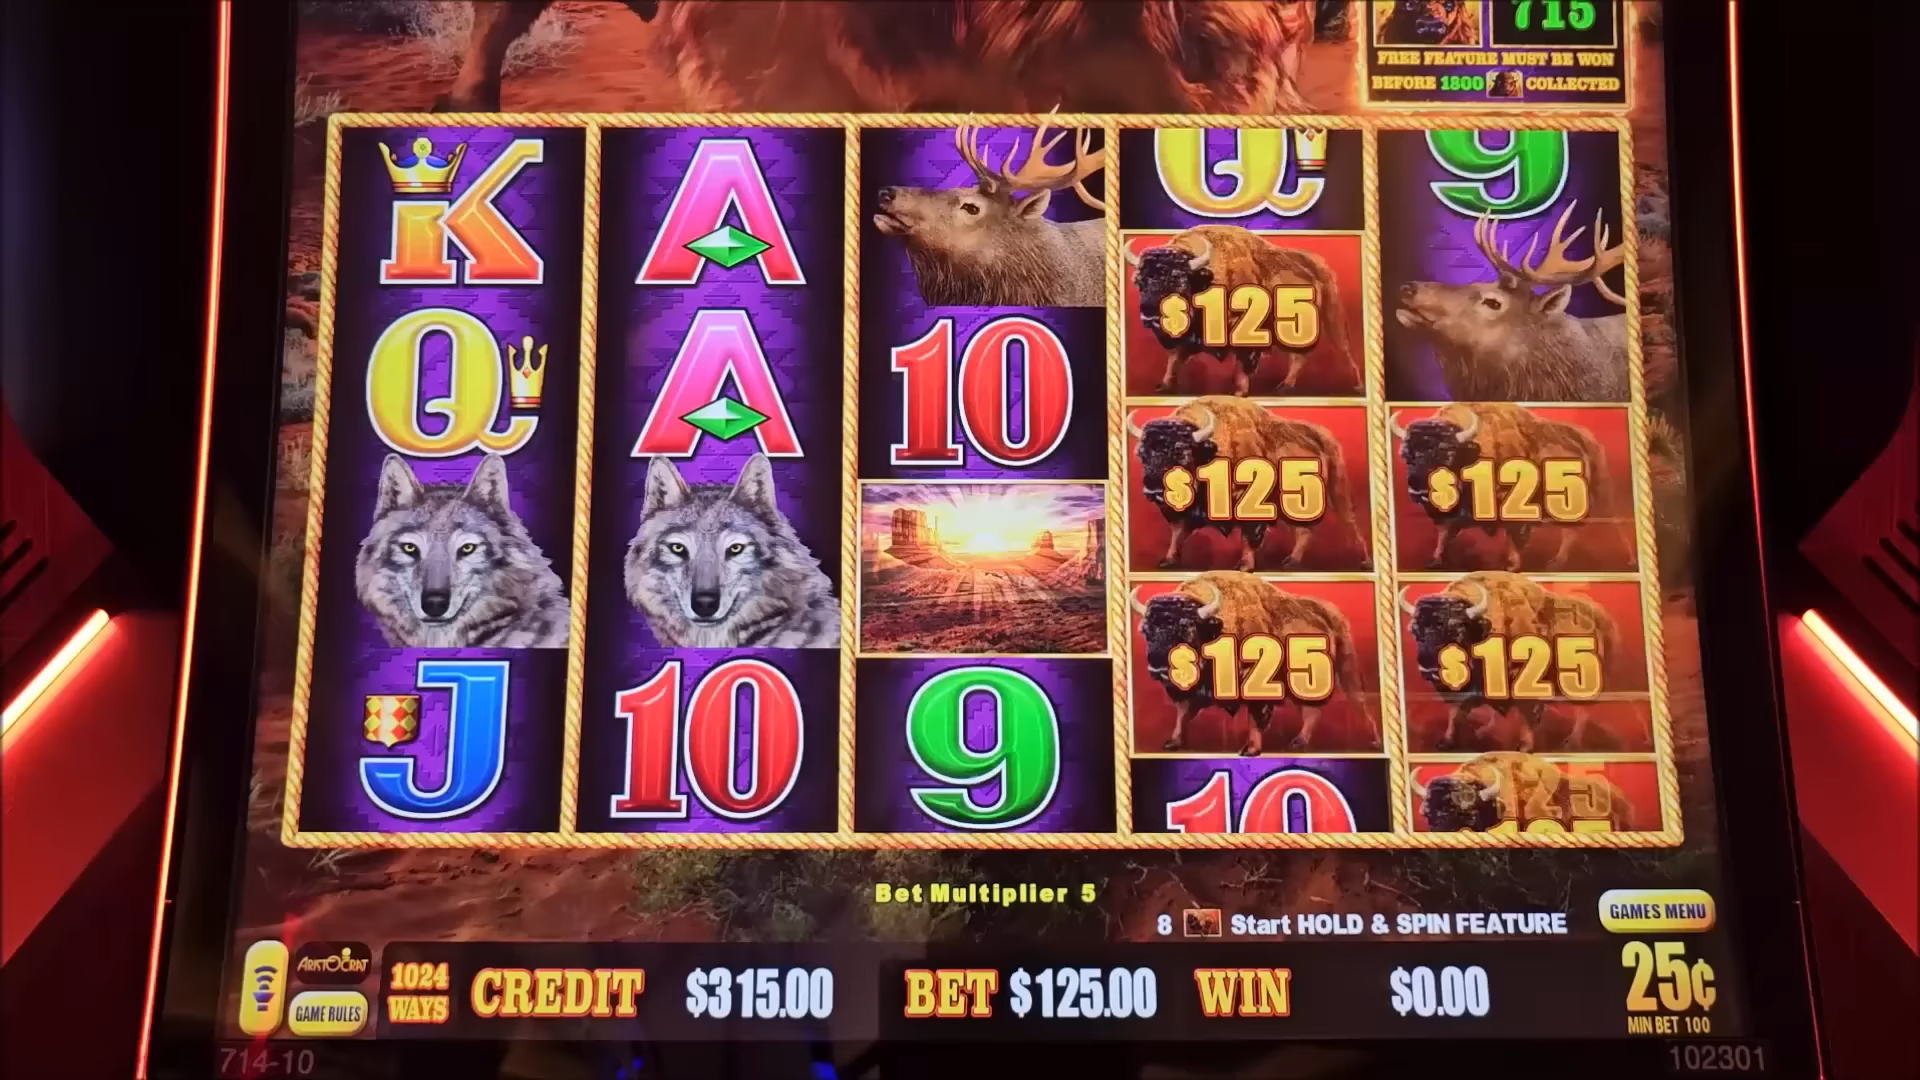 715
FREE FEATURE MUST BE WON
BEFORE 1800 COLLECTED
K A Q 9
$125
Q A 10
$125 $125
$125 $125
J 10 9 10
Bet Multiplier 5
8 Start HOLD & SPIN FEATURE
GAMES MENU
ARISTOCRAT
GAME RULES
1024 WAYS
CREDIT $315.00 BET $125.00 WIN $0.00
25¢
MIN BET 100
714-10
102301